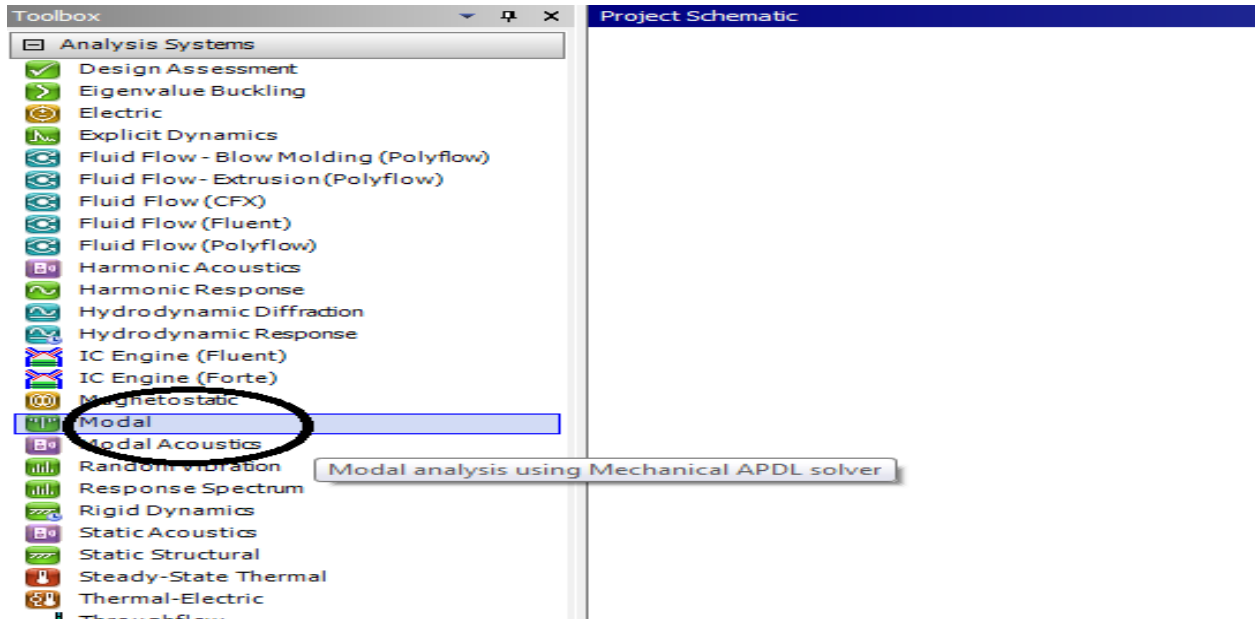 Toolbox
Project Schematic
Analysis Systems
Design Assessment
Eigenvalue Buckling
Electric
Explicit Dynamics
Fluid Flow - Blow Molding (Polyflow)
Fluid Flow- Extrusion (Polyflow)
Fluid Flow (CFX)
Fluid Flow (Fluent)
Fluid Flow (Polyflow)
Harmonic Acoustics
Harmonic Response
Hydrodynamic Diffraction
Hydrodynamic Response
IC Engine (Fluent)
IC Engine (Forte)
Magnetostatic
Modal
Modal Acoustics
Random Vibration
Modal analysis using Mechanical APDL solver
Response Spectrum
Rigid Dynamics
Static Acoustics
Static Structural
Steady-State Thermal
Thermal-Electric